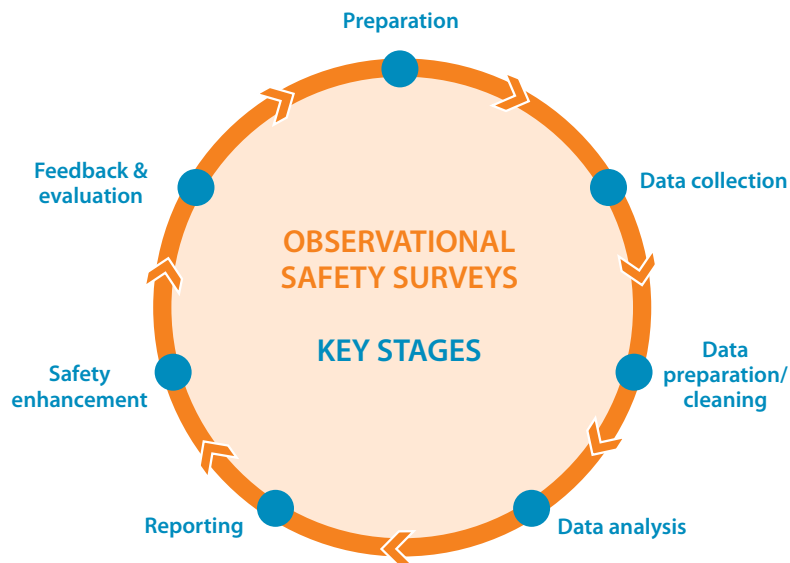 Preparation
Data collection
Data
preparation/
cleaning
Data analysis
Reporting
Safety
enhancement
Feedback &
evaluation
OBSERVATIONAL
SAFETY SURVEYS
KEY STAGES